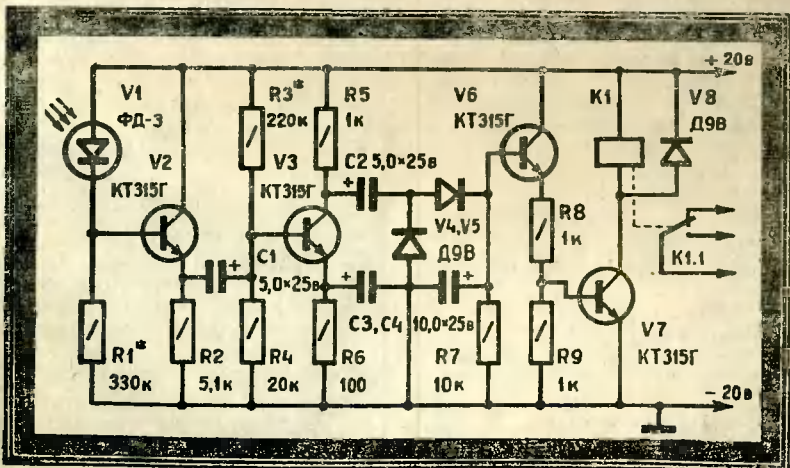 + 20в
V1
ФД-3
V2
КТ315Г
R3*
220к
V3
КТ315Г
R5
1к
C2 5,0×25в
V6
КТ315Г
K1
V8
Д9В
V4,V5
Д9В
R8
1к
K1.1
C1
5,0×25в
C3, C4 10,0×25в
V7
КТ315Г
R1*
330к
R2
5,1к
R4
20к
R6
100
R7
10к
R9
1к
- 20в